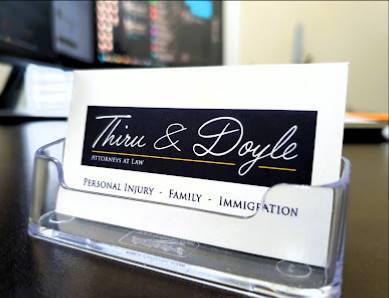 Thiru & Doyle
ATTORNEYS AT LAW
PERSONAL INJURY - FAMILY - IMMIGRATION